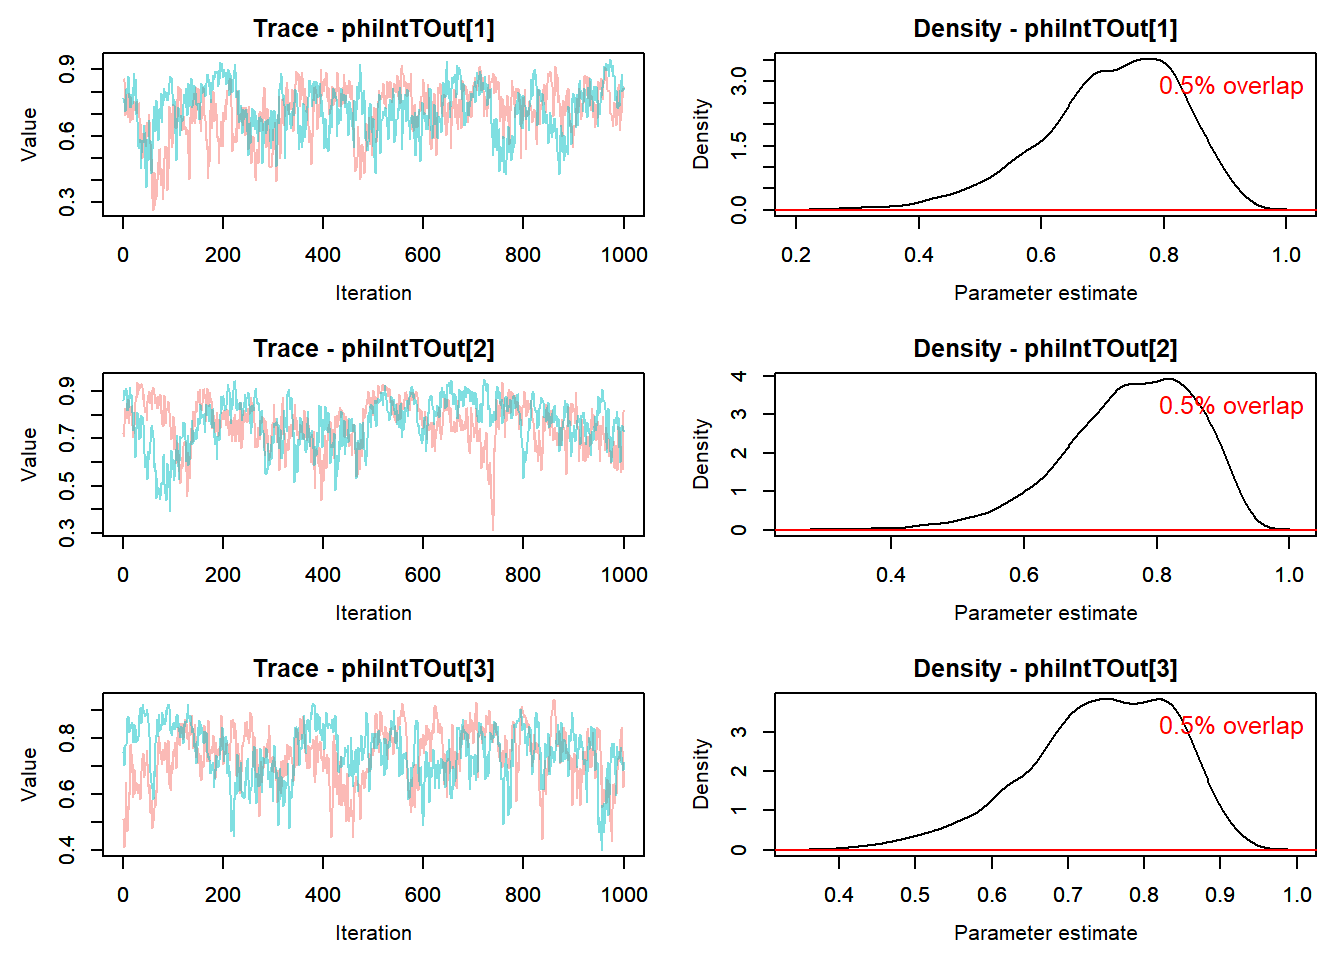 Trace - phiIntTOut[1]
Value
0.3
0.6
0.9
0
200
400
600
800
1000
Iteration
Density - phiIntTOut[1]
Density
0.0
1.5
3.0
0.5% overlap
0.2
0.4
0.6
0.8
1.0
Parameter estimate
Trace - phiIntTOut[2]
Value
0.3
0.5
0.7
0.9
0
200
400
600
800
1000
Iteration
Density - phiIntTOut[2]
Density
0
1
2
3
4
0.5% overlap
0.4
0.6
0.8
1.0
Parameter estimate
Trace - phiIntTOut[3]
Value
0.4
0.6
0.8
0
200
400
600
800
1000
Iteration
Density - phiIntTOut[3]
Density
0
1
2
3
0.5% overlap
0.4
0.5
0.6
0.7
0.8
0.9
1.0
Parameter estimate